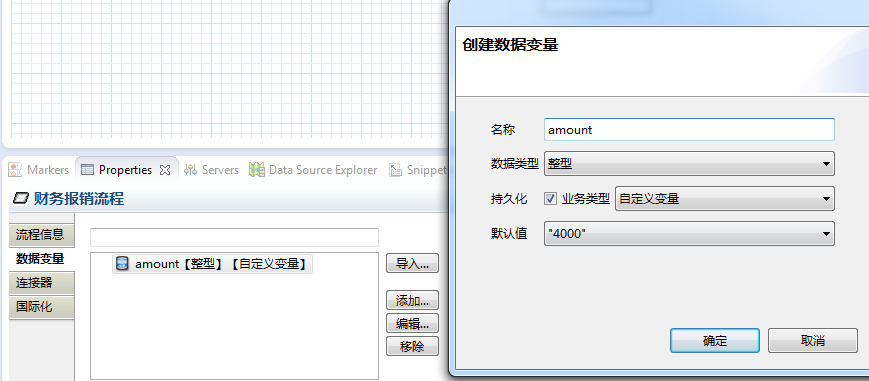 创建数据变量
名称 amount
数据类型 整型
持久化 业务类型 自定义变量
默认值 "4000"
确定 取消
Markers Properties Servers Data Source Explorer Snippet
财务报销流程
流程信息
数据变量
连接器
国际化
amount【整型】【自定义变量】
导入...
添加...
编辑...
移除